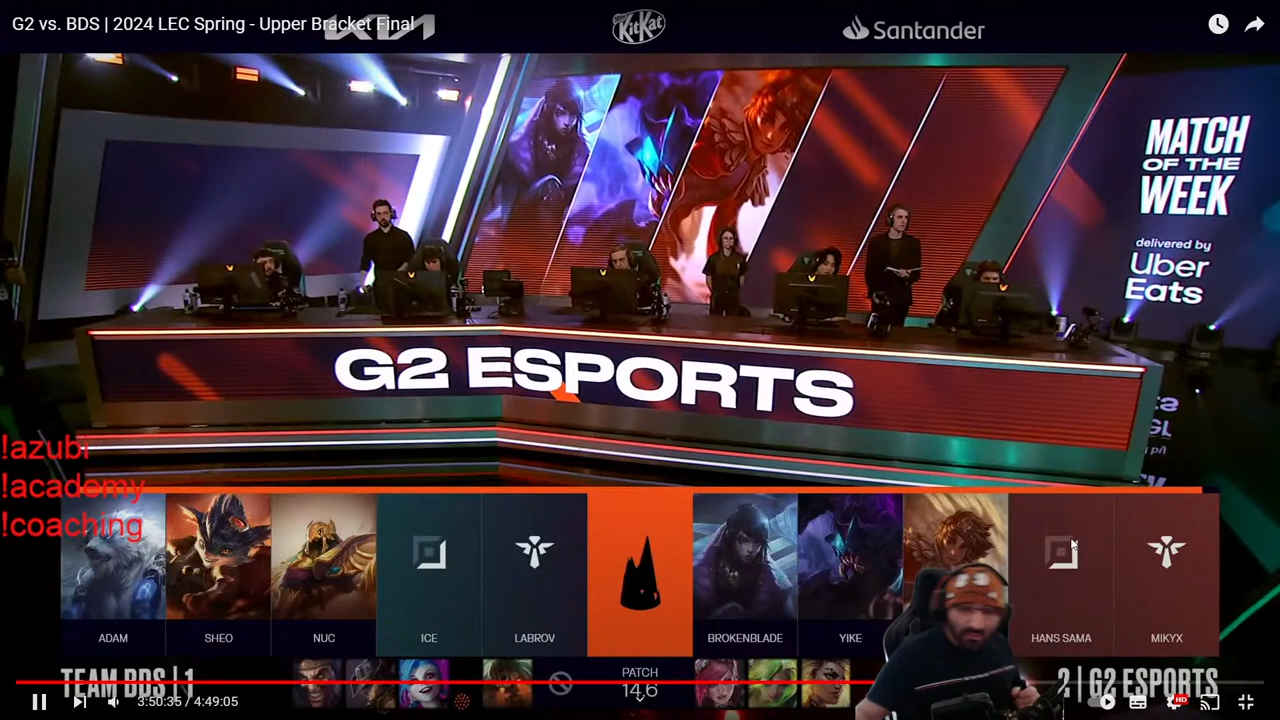 G2 vs. BDS | 2024 LEC Spring - Upper Bracket Final
KIA
KitKat
Santander
MATCH
OF THE
WEEK
delivered by
Uber
Eats
G2 ESPORTS
!azubi
!academy
!coaching
ADAM
SHEO
NUC
ICE
LABROV
BROKENBLADE
YIKE
HANS SAMA
MIKYX
TEAM BDS | 1
PATCH
14.6
2 | G2 ESPORTS
3:50:35 / 4:49:05
HD